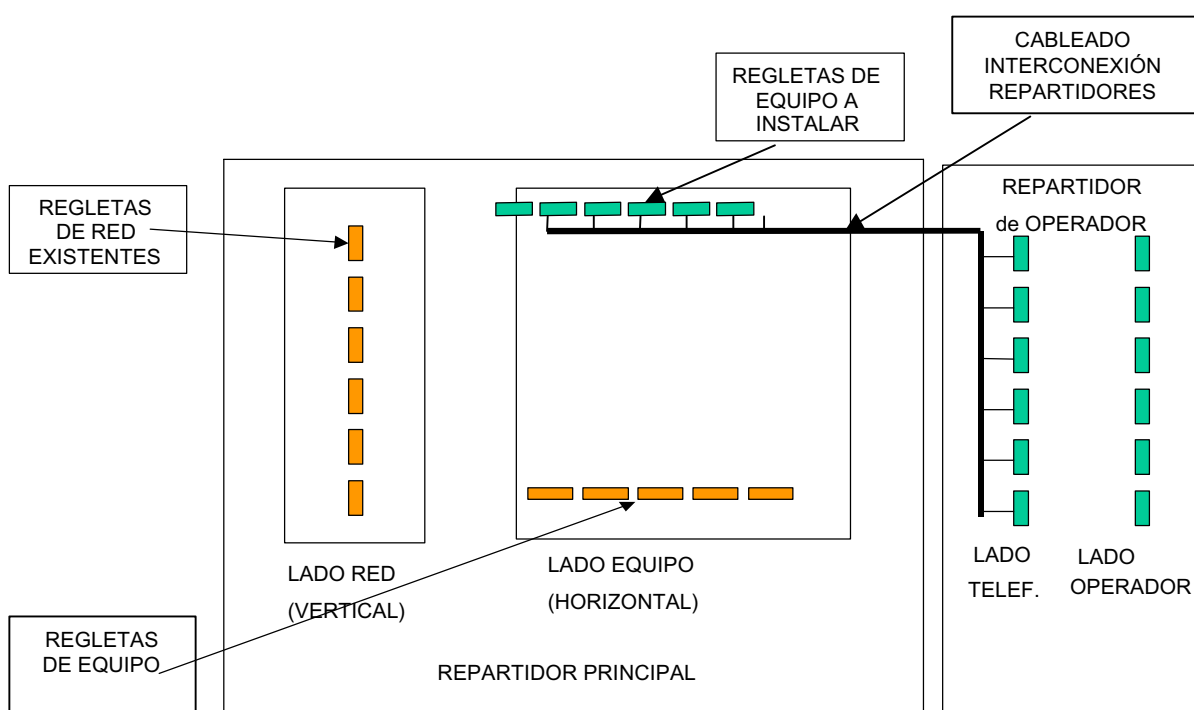 CABLEADO
INTERCONEXIÓN
REPARTIDORES
REGLETAS DE
EQUIPO A
INSTALAR
REGLETAS
DE RED
EXISTENTES
REPARTIDOR
de OPERADOR
LADO RED
(VERTICAL)
LADO EQUIPO
(HORIZONTAL)
LADO
TELEF.
LADO
OPERADOR
REGLETAS
DE EQUIPO
REPARTIDOR PRINCIPAL